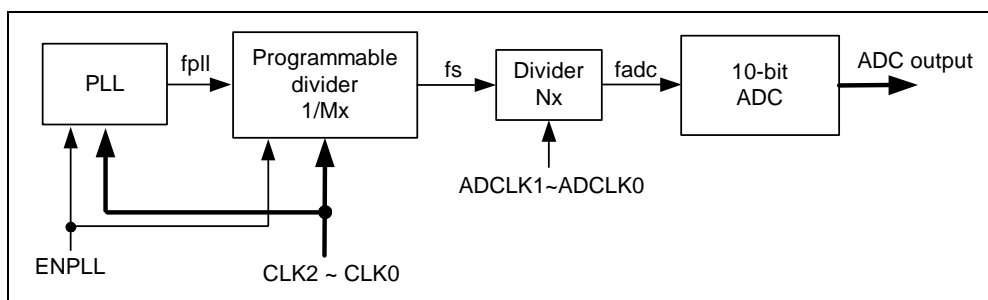 PLL
fpll
Programmable
divider
1/Mx
fs
Divider
Nx
fadc
10-bit
ADC
ADC output
ADCLK1~ADCLK0
ENPLL
CLK2 ~ CLK0